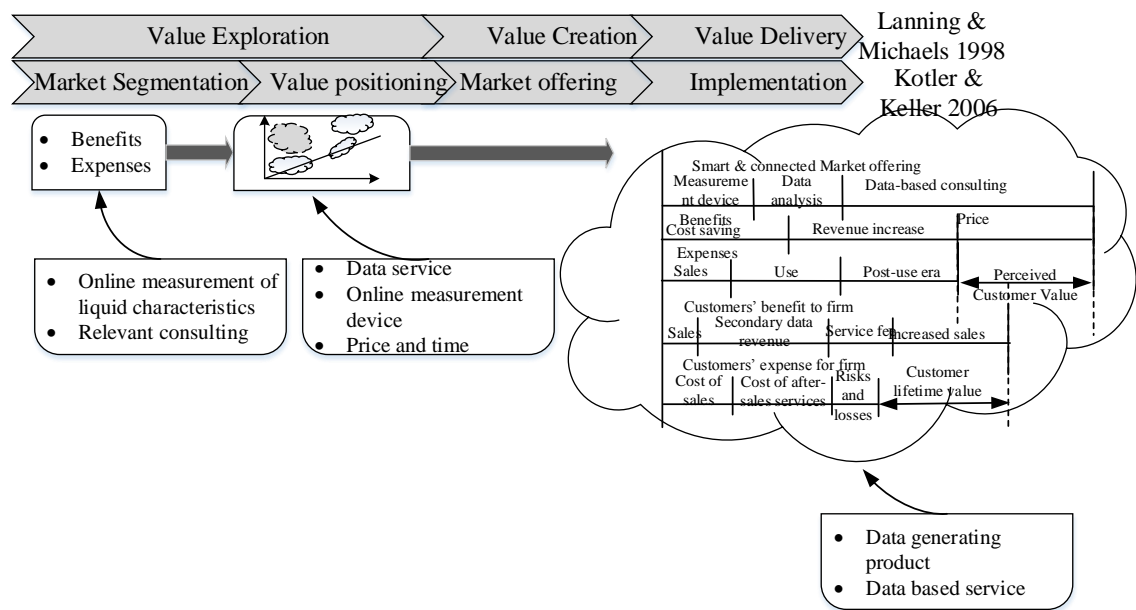 Value Exploration
Value Creation
Value Delivery
Lanning &
Michaels 1998
Market Segmentation
Value positioning
Market offering
Implementation
Kotler &
Keller 2006
• Benefits
• Expenses
• Online measurement of
liquid characteristics
• Relevant consulting
• Data service
• Online measurement
device
• Price and time
Smart & connected Market offering
Measureme
nt device
Data
analysis
Data-based consulting
Benefits
Cost saving
Revenue increase
Price
Expenses
Sales
Use
Post-use era
Perceived
Customer Value
Customers' benefit to firm
Sales
Secondary data
revenue
Service fee
Increased sales
Customers' expense for firm
Cost of
sales
Cost of after-
sales services
Risks
and
losses
Customer
lifetime value
• Data generating
product
• Data based service